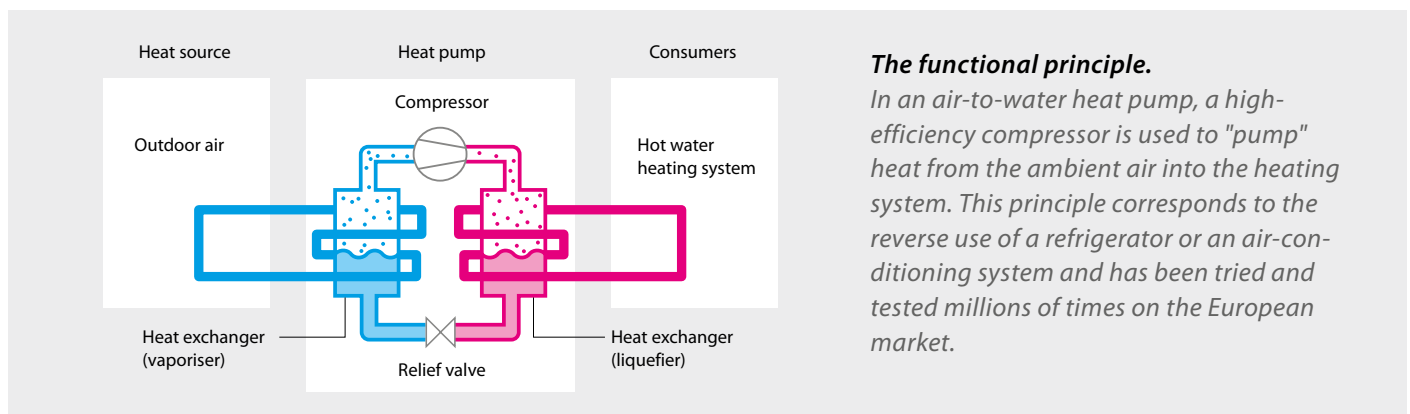 Heat source
Heat pump
Consumers
Compressor
Outdoor air
Hot water
heating system
Heat exchanger
(vaporiser)
Relief valve
Heat exchanger
(liquefier)
The functional principle.
In an air-to-water heat pump, a high-
efficiency compressor is used to "pump"
heat from the ambient air into the heating
system. This principle corresponds to the
reverse use of a refrigerator or an air-con-
ditioning system and has been tried and
tested millions of times on the European
market.